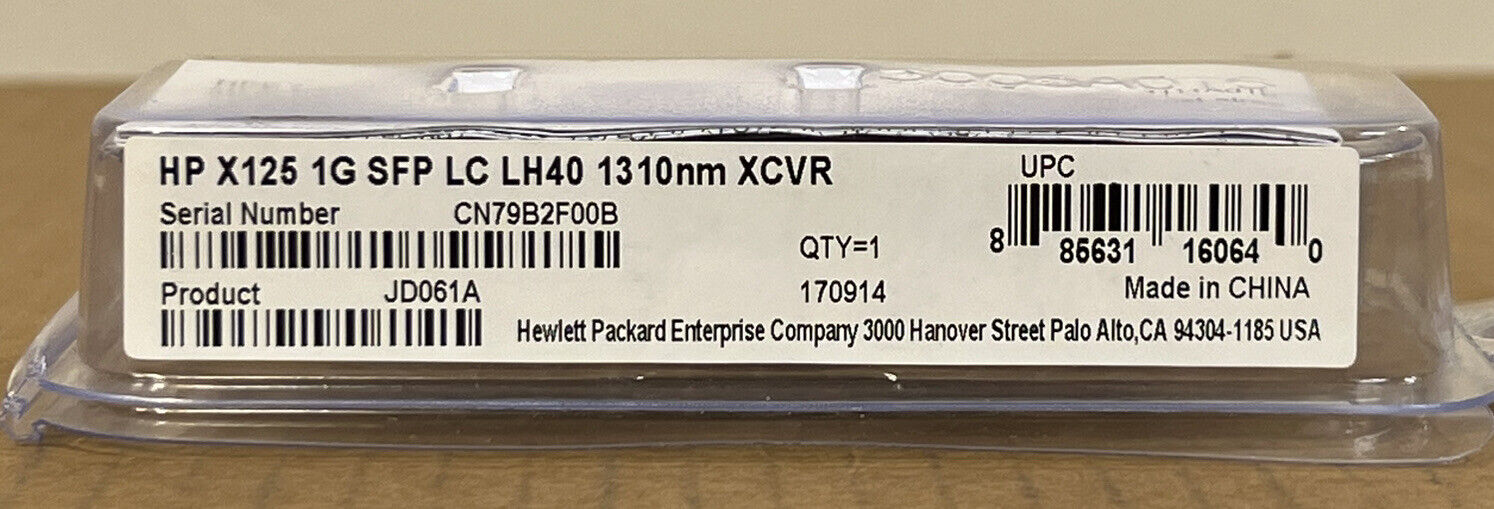 HP X125 1G SFP LC LH40 1310nm XCVR
Serial Number CN79B2F00B
Product JD061A
QTY=1
170914
UPC
8 85631 16064 0
Made in CHINA
Hewlett Packard Enterprise Company 3000 Hanover Street Palo Alto,CA 94304-1185 USA